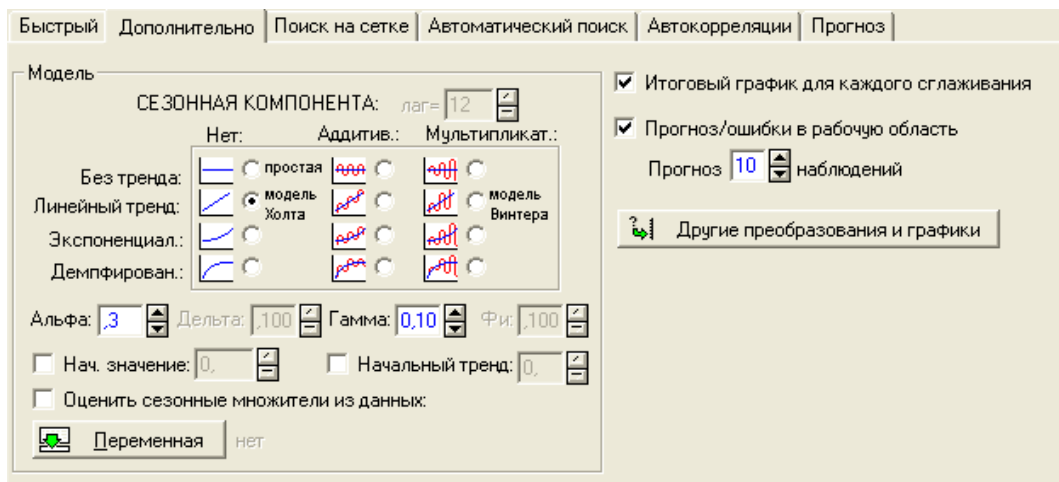 Быстрый Дополнительно Поиск на сетке Автоматический поиск Автокорреляции Прогноз
Модель
СЕЗОННАЯ КОМПОНЕНТА: лаг= 12
Нет: Аддитив.: Мультипликат.:
Без тренда: простая
Линейный тренд: модель Холта модель Винтера
Экспоненциал.:
Демпфирован.:
Альфа: ,3 Дельта: ,100 Гамма: 0,10 Фи: ,100
Нач. значение: 0, Начальный тренд: 0,
Оценить сезонные множители из данных:
Переменная нет
Итоговый график для каждого сглаживания
Прогноз/ошибки в рабочую область
Прогноз 10 наблюдений
Другие преобразования и графики